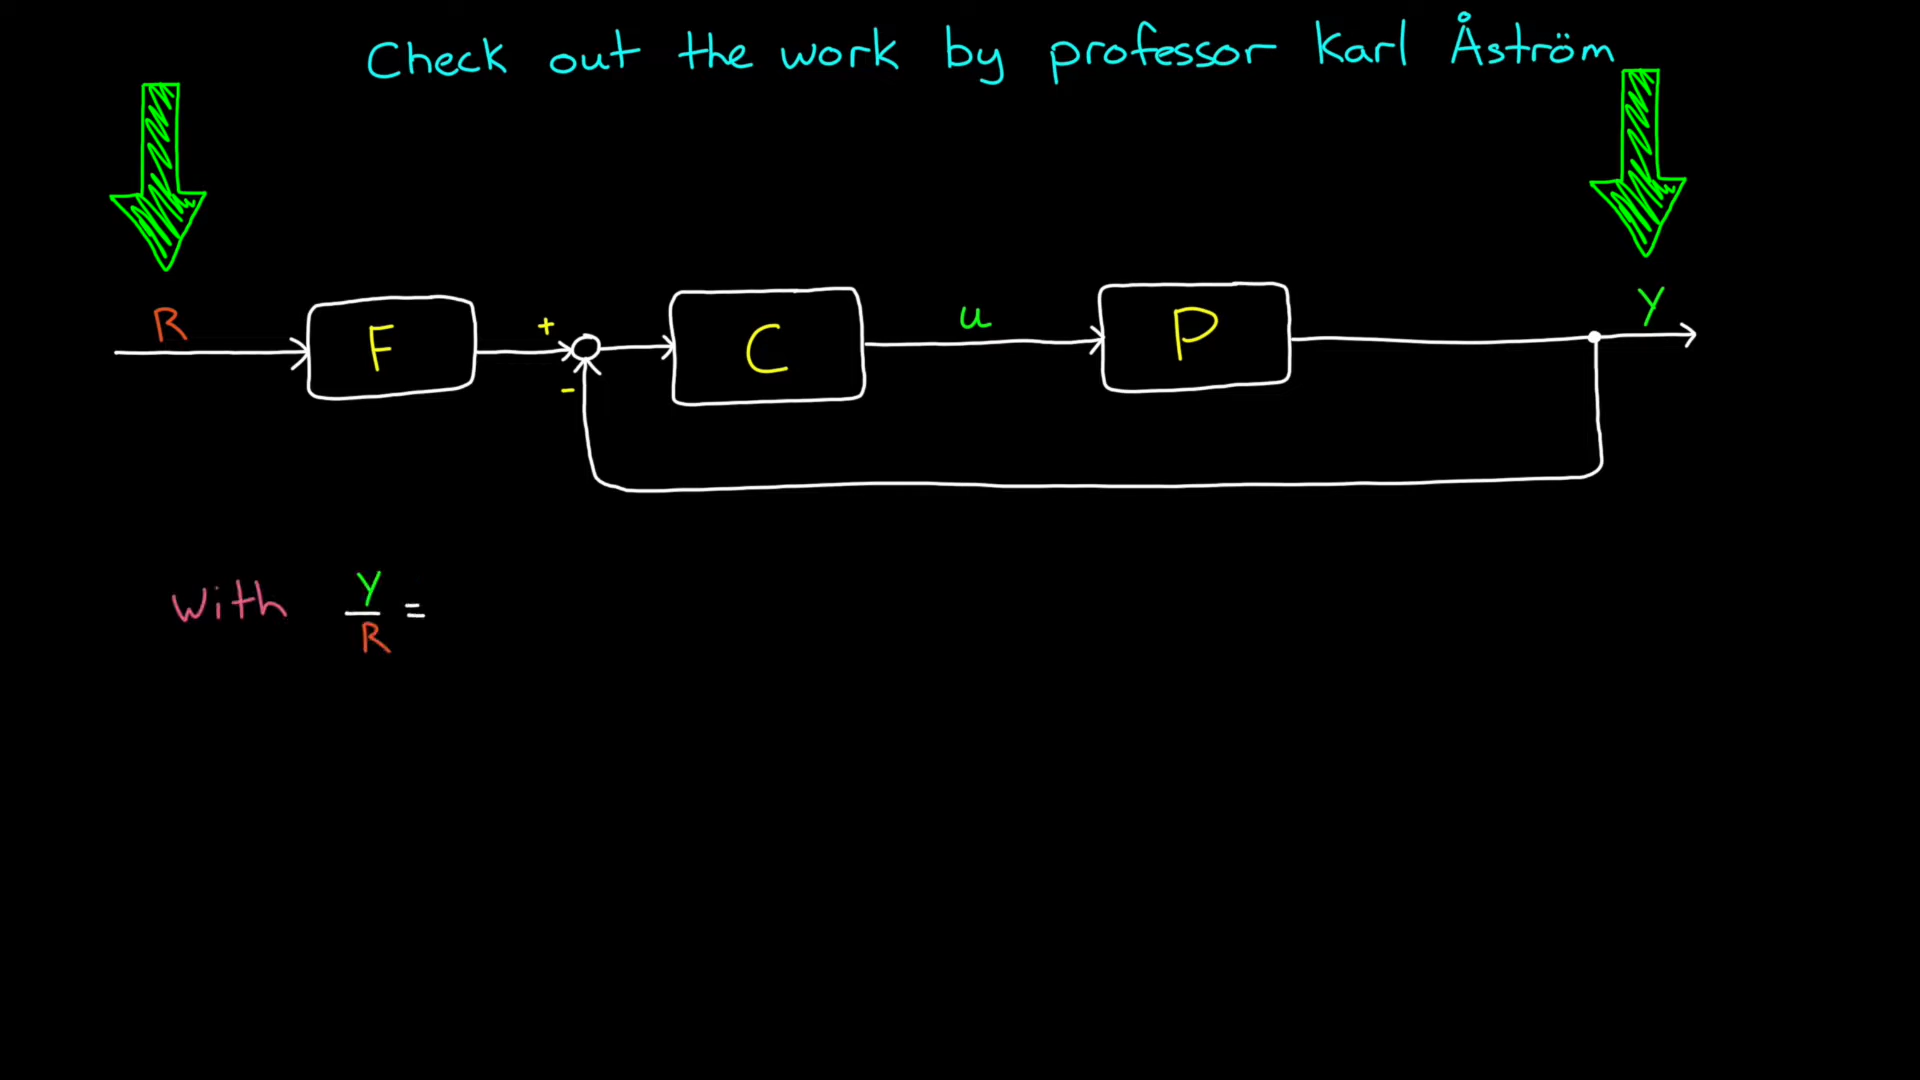 Check out the work by professor Karl Åström
R
F
+
-
C
u
P
Y
With Y/R =